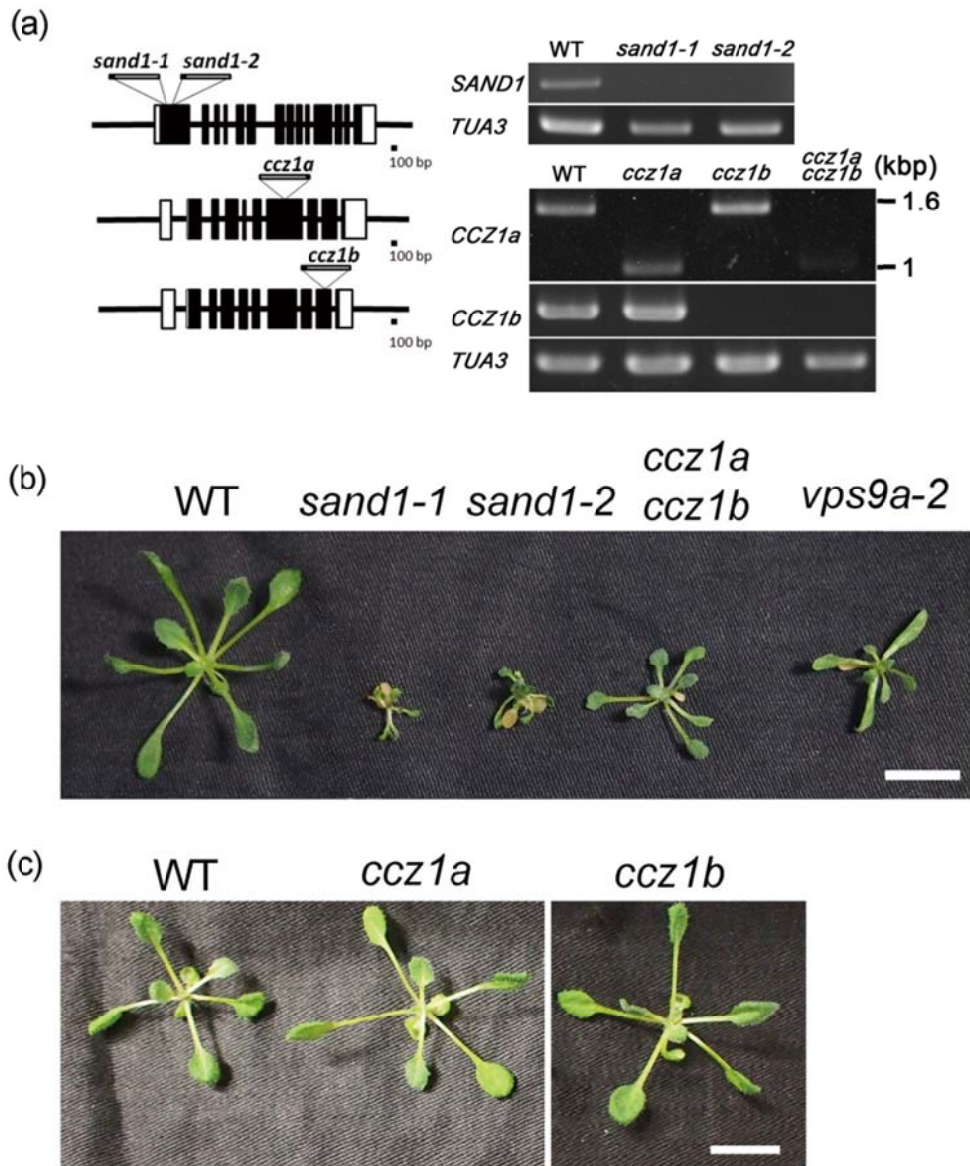 (a)
sand1-1 sand1-2
100 bp
ccz1a
100 bp
ccz1b
100 bp
WT sand1-1 sand1-2
SAND1
TUA3
WT ccz1a ccz1b ccz1a ccz1b (kbp)
CCZ1a
1.6
1
CCZ1b
TUA3
(b)
WT sand1-1 sand1-2 ccz1a ccz1b vps9a-2
(c)
WT ccz1a ccz1b